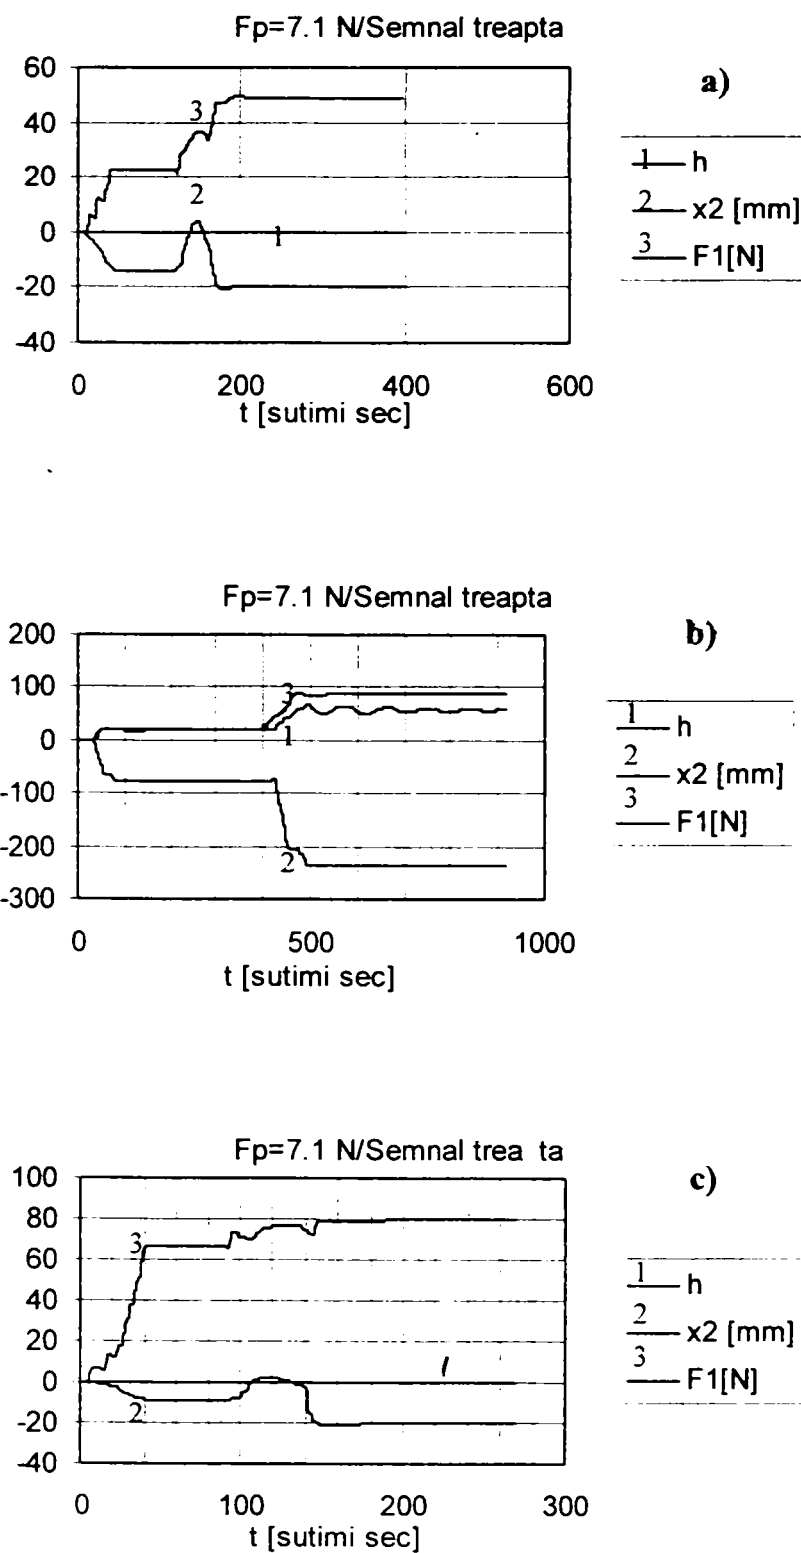 Fp=7.1 N/Semnal treapta
a)
60
40
20
0
-20
-40
3
2
1
0 200 400 600
t [sutimi sec]
1 h
2 x2 [mm]
3 F1[N]
Fp=7.1 N/Semnal treapta
b)
200
100
0
-100
-200
-300
3
1
2
0 500 1000
t [sutimi sec]
1 h
2 x2 [mm]
3 F1[N]
Fp=7.1 N/Semnal trea ta
c)
100
80
60
40
20
0
-20
-40
3
1
2
0 100 200 300
t [sutimi sec]
1 h
2 x2 [mm]
3 F1[N]